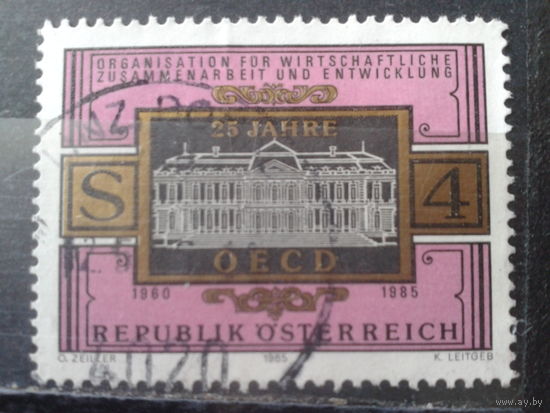 ORGANISATION FÜR WIRTSCHAFTLICHE
ZUSAMMENARBEIT UND ENTWICKLUNG
25 JAHRE
S 4
OECD
1960 1985
REPUBLIK ÖSTERREICH
O. ZEILLER 1985 K. LEITGEB
4020
www.ay.by